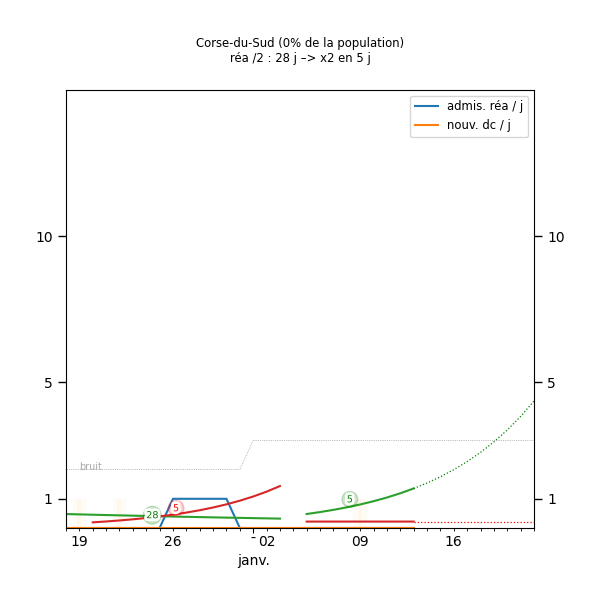 Corse-du-Sud (0% de la population)
réa /2 : 28 j –> x2 en 5 j
admis. réa / j
nouv. dc / j
10 10
5 5
bruit
1 5 5 1
-28
19 26 - 02 09 16
janv.